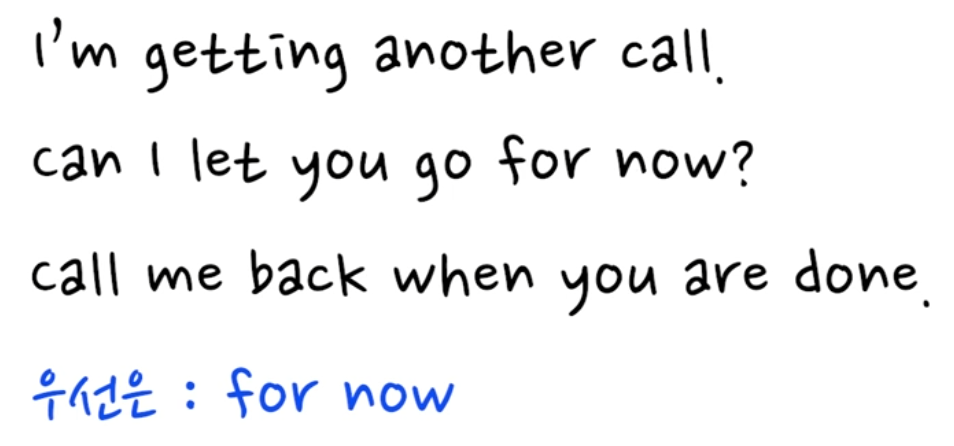 I'm getting another call.
can I let you go for now?
call me back when you are done.
우선은 : for now